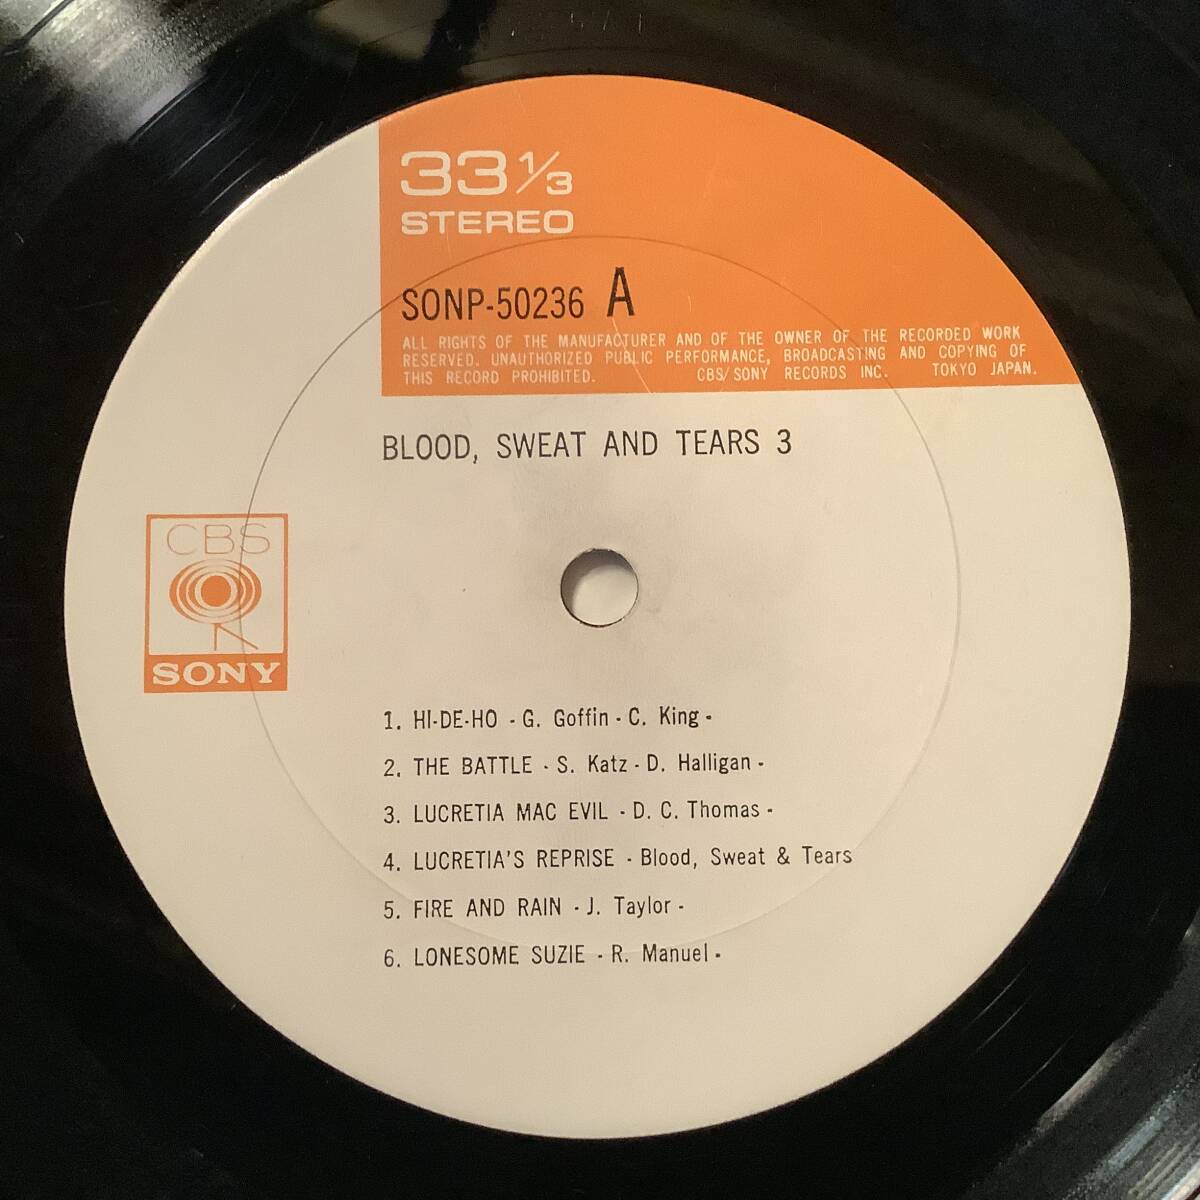 33 1/3
STEREO
SONP-50236 A
ALL RIGHTS OF THE MANUFACTURER AND OF THE OWNER OF THE RECORDED WORK
RESERVED. UNAUTHORIZED PUBLIC PERFORMANCE, BROADCASTING AND COPYING OF
THIS RECORD PROHIBITED. CBS/SONY RECORDS INC. TOKYO JAPAN.
BLOOD, SWEAT AND TEARS 3
CBS
SONY
1. HI-DE-HO - G. Goffin - C. King -
2. THE BATTLE - S. Katz - D. Halligan -
3. LUCRETIA MAC EVIL - D. C. Thomas -
4. LUCRETIA'S REPRISE - Blood, Sweat & Tears
5. FIRE AND RAIN - J. Taylor -
6. LONESOME SUZIE - R. Manuel -